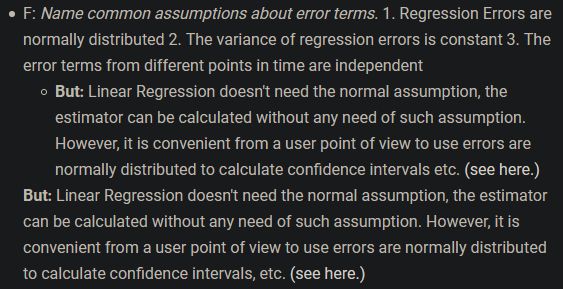 • F: Name common assumptions about error terms. 1. Regression Errors are
normally distributed 2. The variance of regression errors is constant 3. The
error terms from different points in time are independent
○ But: Linear Regression doesn't need the normal assumption, the
estimator can be calculated without any need of such assumption.
However, it is convenient from a user point of view to use errors are
normally distributed to calculate confidence intervals etc. (see here.)
But: Linear Regression doesn't need the normal assumption, the estimator
can be calculated without any need of such assumption. However, it is
convenient from a user point of view to use errors are normally distributed
to calculate confidence intervals, etc. (see here.)